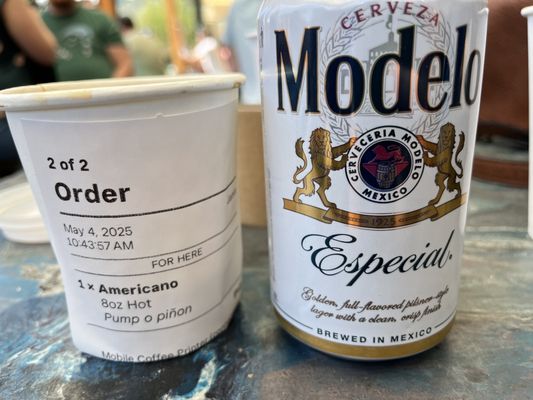 2 of 2
Order
May 4, 2025
10:43:57 AM
FOR HERE
1 x Americano
8oz Hot
Pump o piñon
Mobile Coffee
CERVEZA
Modelo
CERVECERIA MODELO
MEXICO
1925
Especial
Golden, full-flavored pilsner-style
lager with a clean, crisp finish
BREWED IN MEXICO